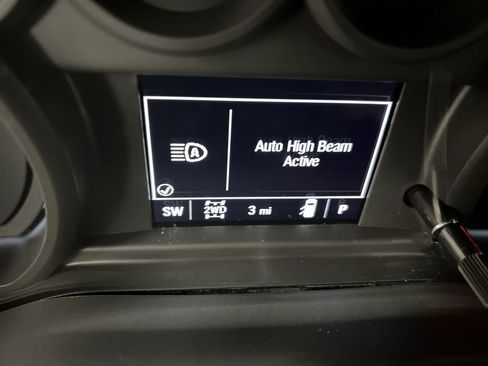 A
Auto High Beam
Active
SW 2WD 3 mi P